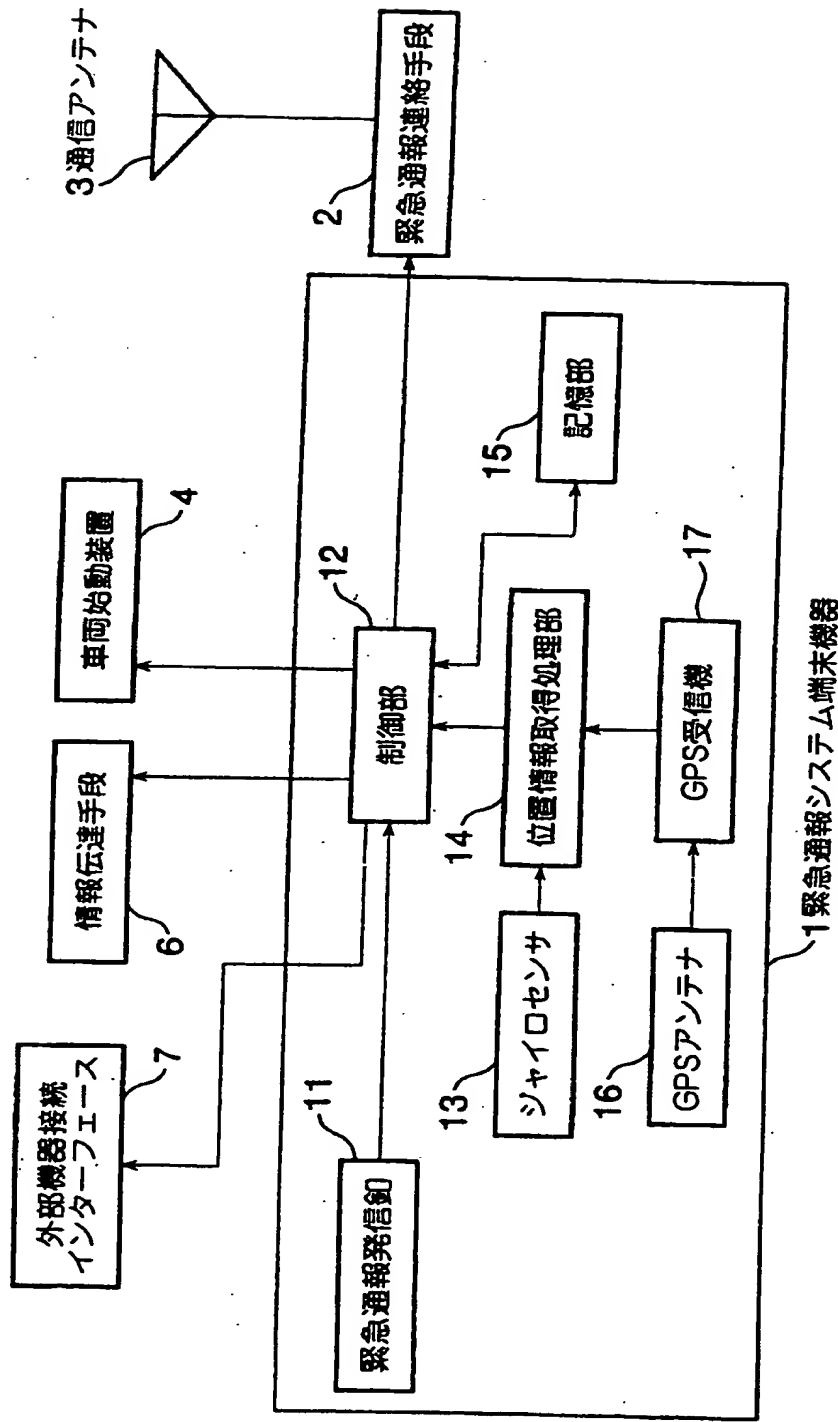 外部機器接続
インターフェース
7
情報伝達手段
6
車両始動装置
4
3通信アンテナ
緊急通報連絡手段
2
緊急通報発信釦
11
制御部
12
ジャイロセンサ
13
位置情報取得処理部
14
記憶部
15
GPSアンテナ
16
GPS受信機
17
1緊急通報システム端末機器